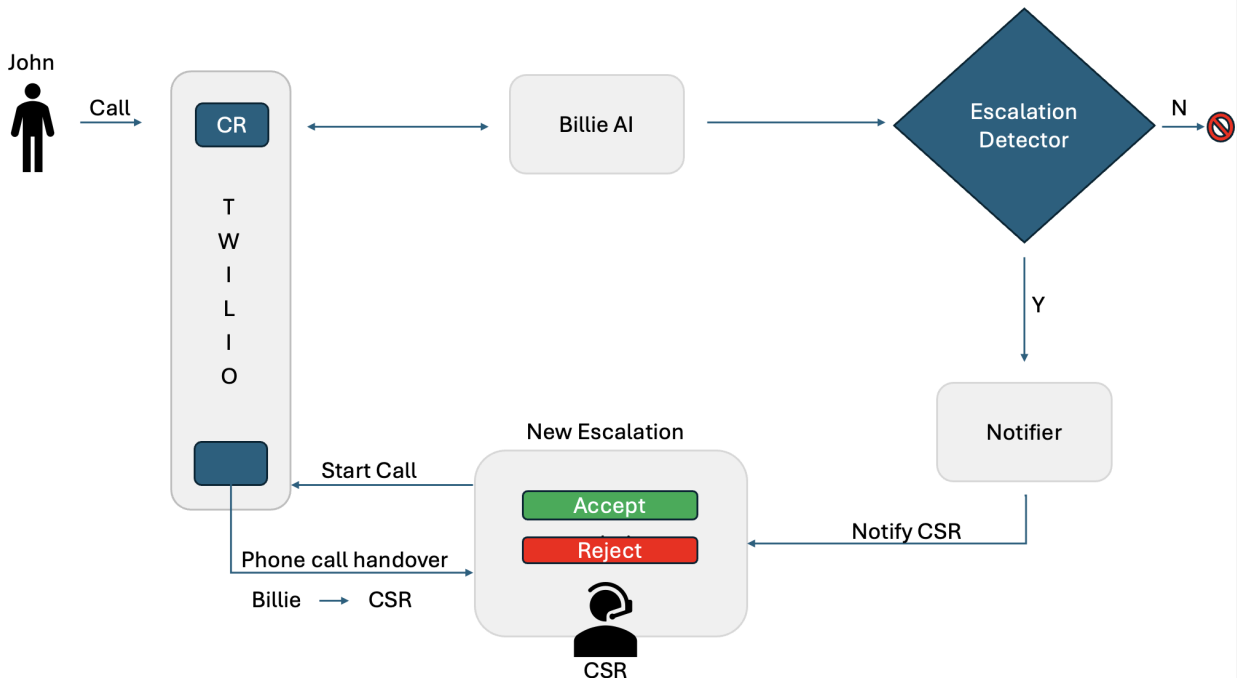 John
Call
CR
T
W
I
L
I
O
Billie AI
Escalation
Detector
N
Y
Notifier
Notify CSR
New Escalation
Accept
Reject
CSR
Start Call
Phone call handover
Billie CSR